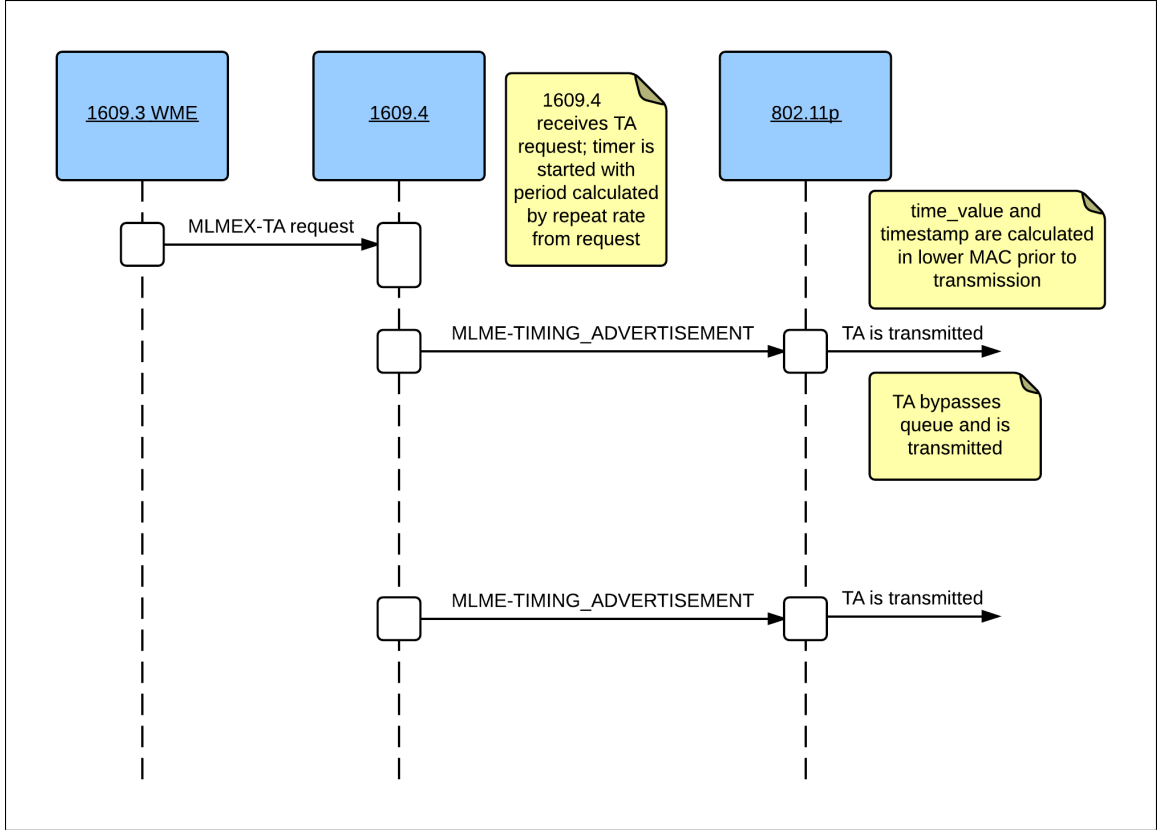 1609.3 WME
1609.4
1609.4
receives TA
request; timer is
started with
period calculated
by repeat rate
from request
802.11p
time_value and
timestamp are calculated
in lower MAC prior to
transmission
MLMEX-TA request
MLME-TIMING_ADVERTISEMENT
TA is transmitted
TA bypasses
queue and is
transmitted
MLME-TIMING_ADVERTISEMENT
TA is transmitted